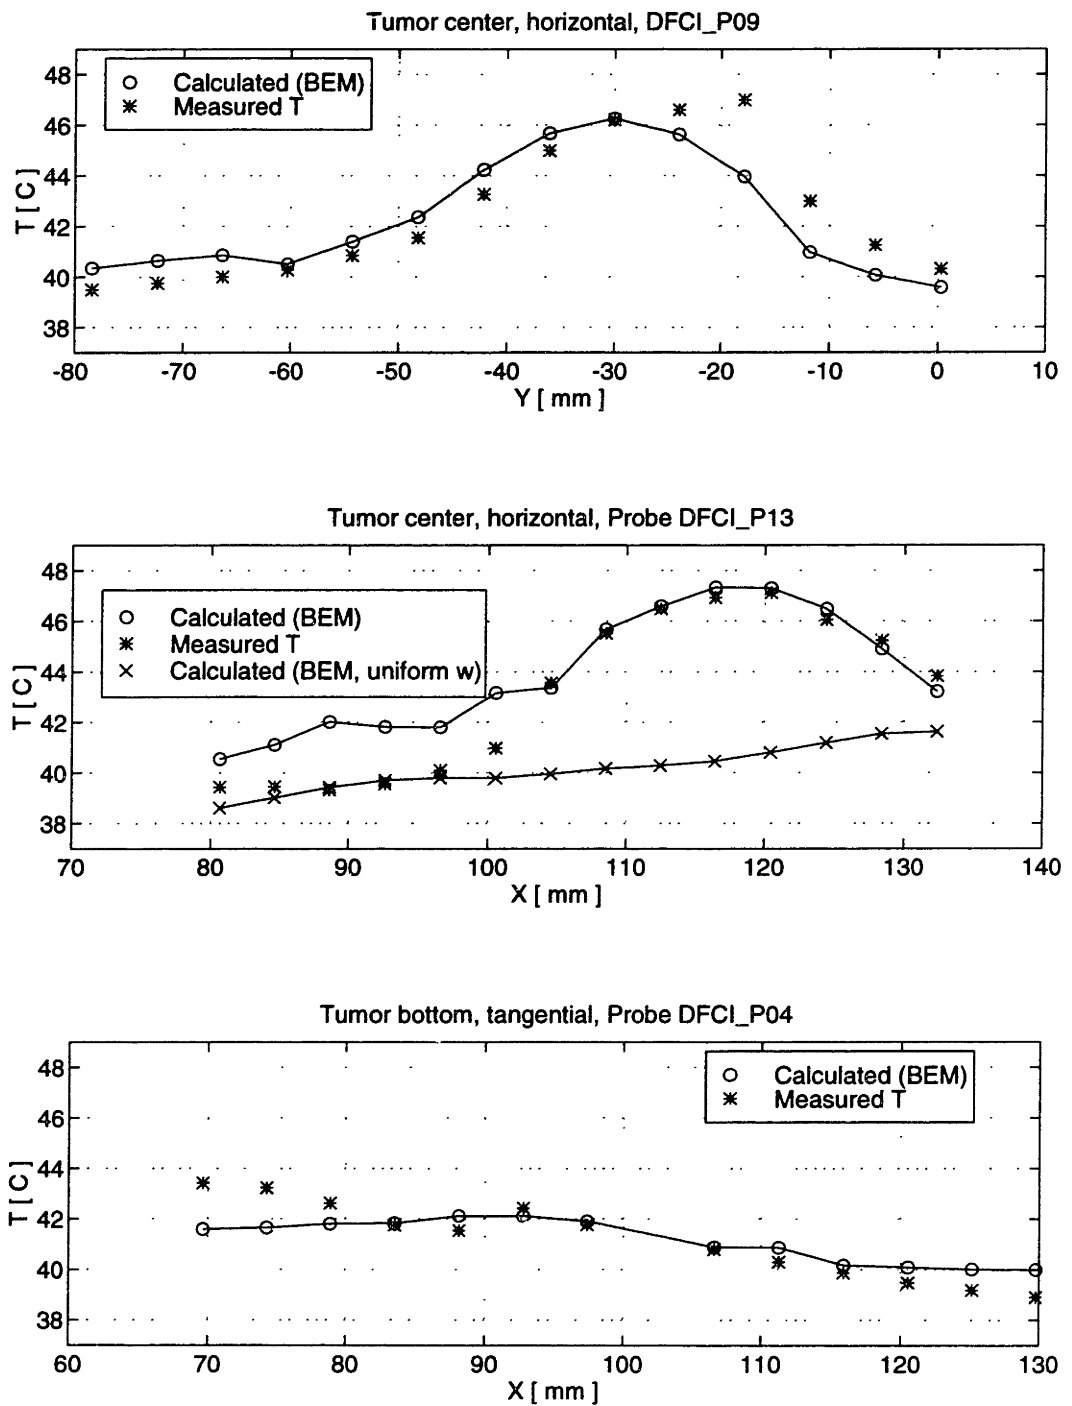 Tumor center, horizontal, DFCI_P09
Calculated (BEM)
Measured T
T [ C ]
48
46
44
42
40
38
-80 -70 -60 -50 -40 -30 -20 -10 0 10
Y [ mm ]
Tumor center, horizontal, Probe DFCI_P13
Calculated (BEM)
Measured T
Calculated (BEM, uniform w)
T [ C ]
48
46
44
42
40
38
70 80 90 100 110 120 130 140
X [ mm ]
Tumor bottom, tangential, Probe DFCI_P04
Calculated (BEM)
Measured T
T [ C ]
48
46
44
42
40
38
60 70 80 90 100 110 120 130
X [ mm ]